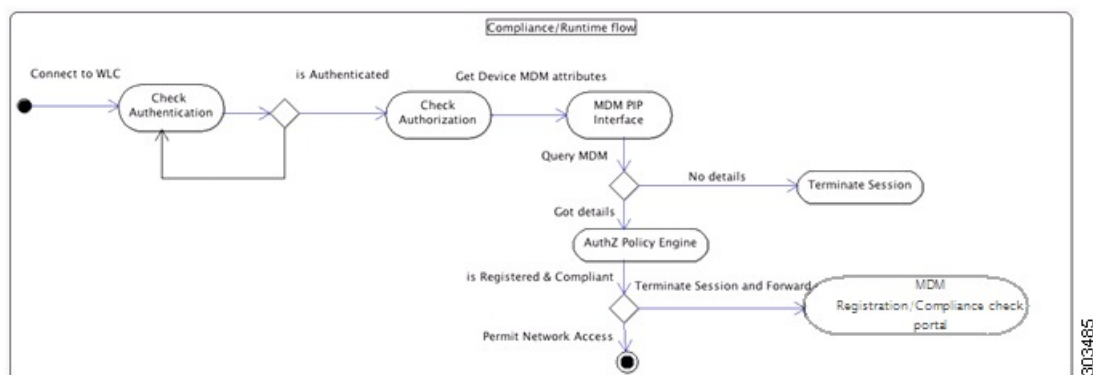 Compliance/Runtime flow
Connect to WLC
is Authenticated
Get Device MDM attributes
Check
Authentication
Check
Authorization
MDM PIP
Interface
Query MDM
No details
Terminate Session
Got details
AuthZ Policy Engine
is Registered & Compliant
Terminate Session and Forward
MDM
Registration/Compliance check
portal
Permit Network Access
303485